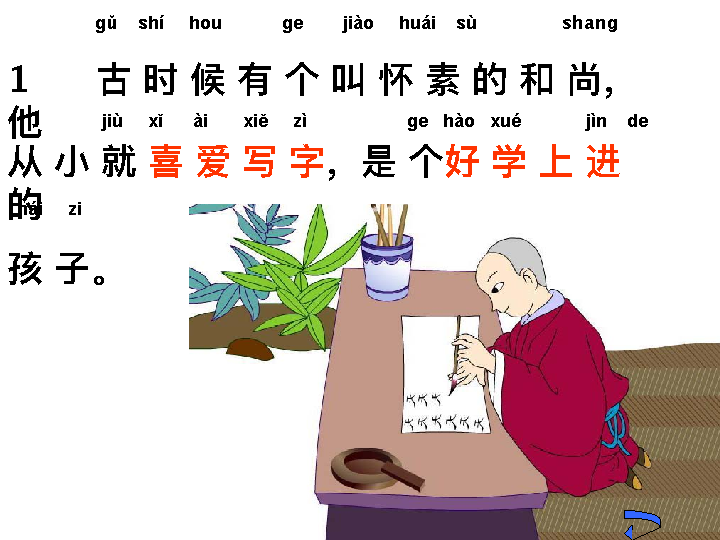 gǔ shí hou ge jiào huái sù shang
1 古时候有个叫怀素的和尚,
他
jiù xǐ ài xiě zì ge hào xué jìn de
从小就喜爱写字,是个好学上进
的
zi
孩子。